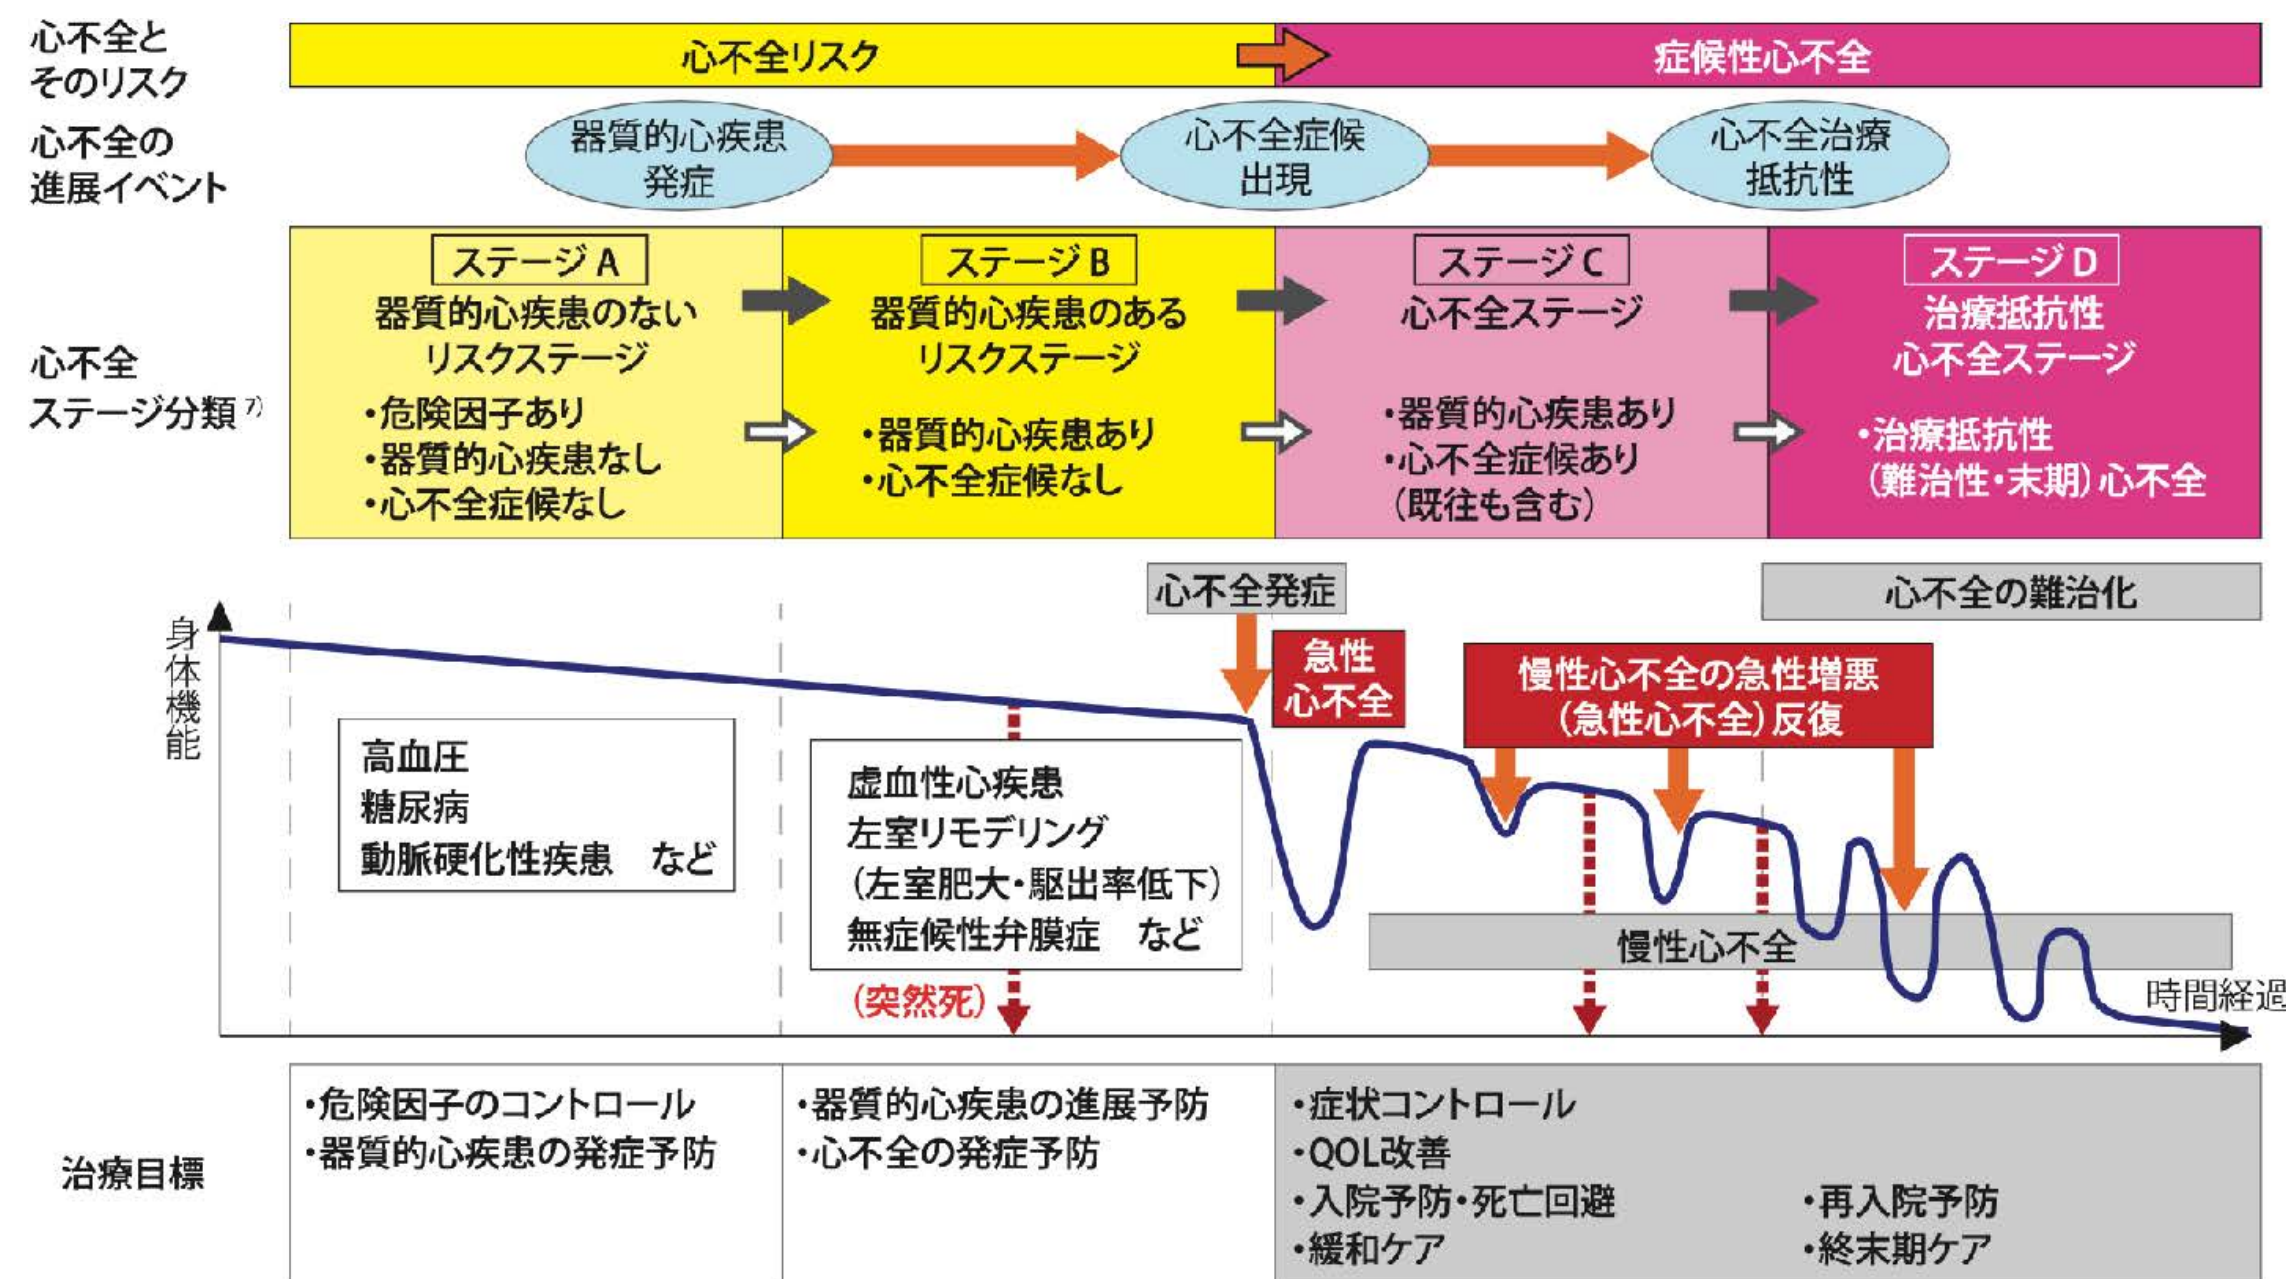 心不全と
そのリスク
心不全リスク
症候性心不全
心不全の
進展イベント
器質的心疾患
発症
心不全症候
出現
心不全治療
抵抗性
心不全
ステージ分類 7)
ステージ A
器質的心疾患のない
リスクステージ
・危険因子あり
・器質的心疾患なし
・心不全症候なし
ステージ B
器質的心疾患のある
リスクステージ
・器質的心疾患あり
・心不全症候なし
ステージ C
心不全ステージ
・器質的心疾患あり
・心不全症候あり
（既往も含む）
ステージ D
治療抵抗性
心不全ステージ
・治療抵抗性
（難治性・末期）心不全
心不全発症
心不全の難治化
身体機能
急性
心不全
慢性心不全の急性増悪
（急性心不全）反復
高血圧
糖尿病
動脈硬化性疾患　など
虚血性心疾患
左室リモデリング
（左室肥大・駆出率低下）
無症候性弁膜症　など
（突然死）
慢性心不全
時間経過
治療目標
・危険因子のコントロール
・器質的心疾患の発症予防
・器質的心疾患の進展予防
・心不全の発症予防
・症状コントロール
・QOL改善
・入院予防・死亡回避
・緩和ケア
・再入院予防
・終末期ケア